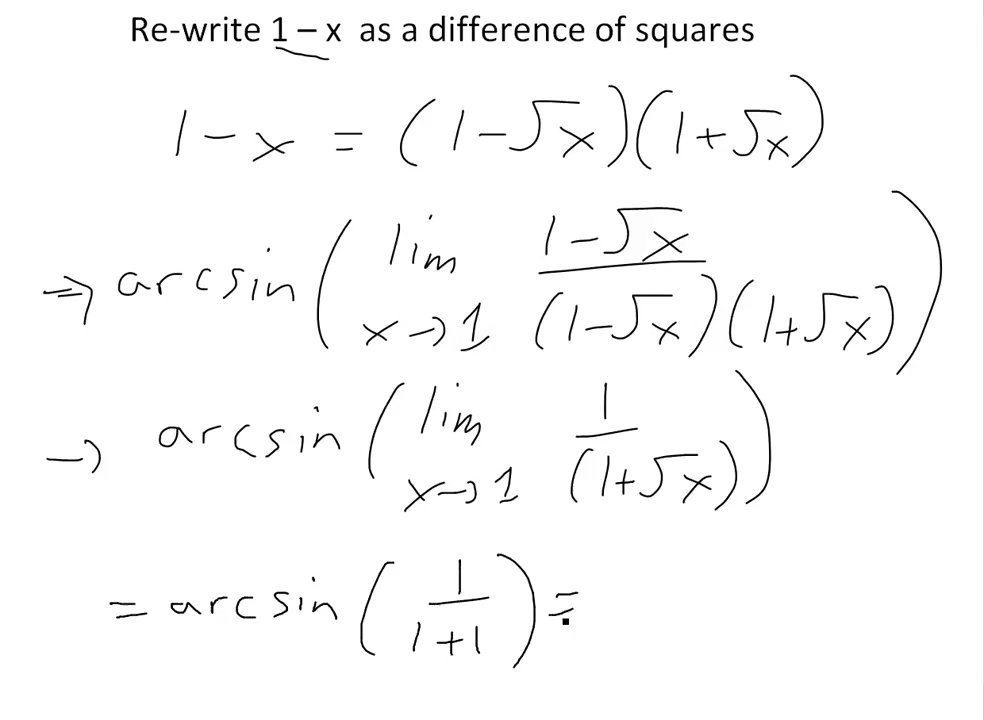 Re-write 1 – x as a difference of squares
1 - x = (1-√x)(1+√x)
⇒ arcsin ( lim x→1 (1-√x)/((1-√x)(1+√x)) )
→ arcsin ( lim x→1 1/(1+√x) )
= arcsin ( 1/(1+1) ) =